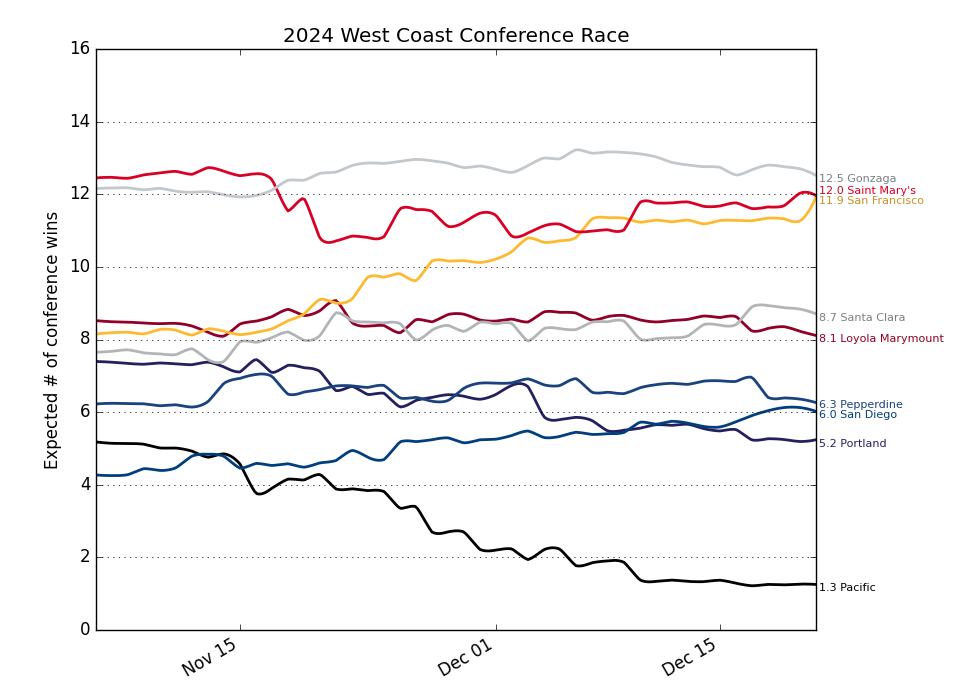 2024 West Coast Conference Race
Expected # of conference wins
16
14
12
10
8
6
4
2
0
Nov 15
Dec 01
Dec 15
12.5 Gonzaga
12.0 Saint Mary's
11.9 San Francisco
8.7 Santa Clara
8.1 Loyola Marymount
6.3 Pepperdine
6.0 San Diego
5.2 Portland
1.3 Pacific